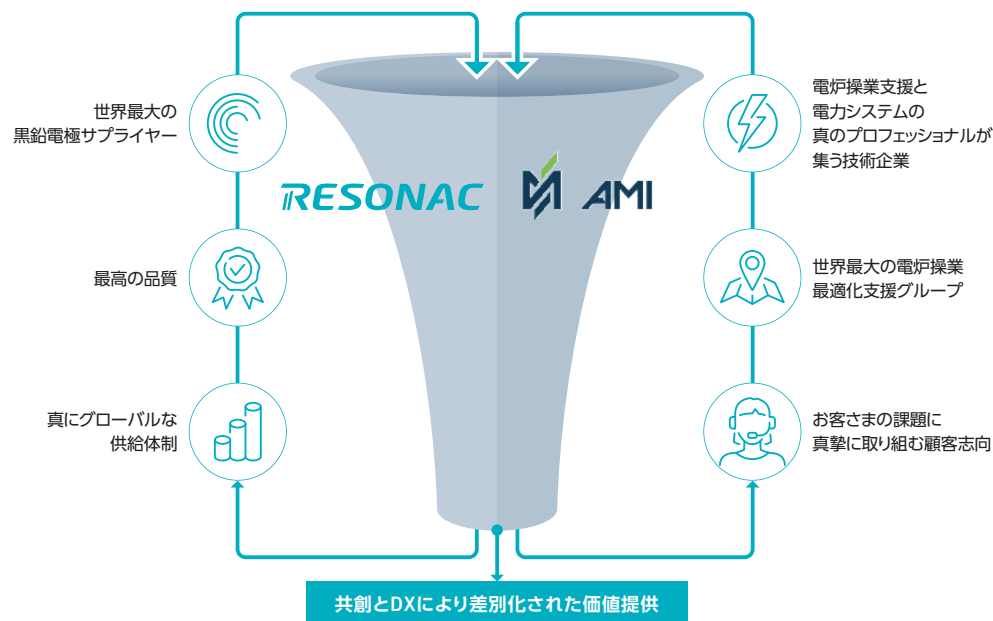 世界最大の
黒鉛電極サプライヤー
最高の品質
真にグローバルな
供給体制
RESONAC
AMI
電炉操業支援と
電力システムの
真のプロフェッショナルが
集う技術企業
世界最大の電炉操業
最適化支援グループ
お客さまの課題に
真摯に取り組む顧客志向
共創とDXにより差別化された価値提供